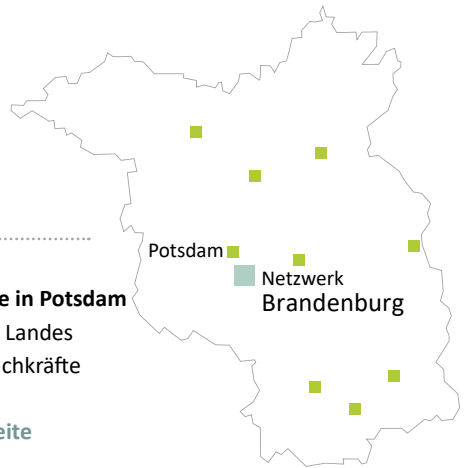 Potsdam
Netzwerk
Brandenburg
e in Potsdam
Landes
chkräfte
eite